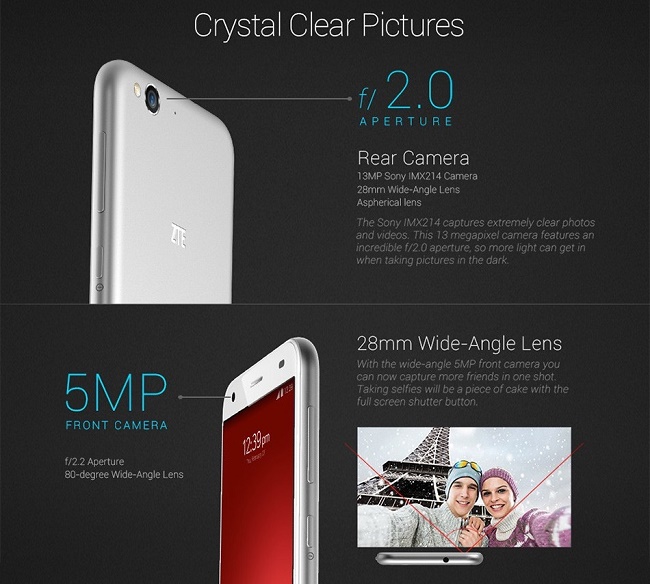 Crystal Clear Pictures
f/ 2.0
APERTURE
Rear Camera
13MP Sony IMX214 Camera
28mm Wide-Angle Lens
Aspherical lens
The Sony IMX214 captures extremely clear photos
and videos. This 13 megapixel camera features an
incredible f/2.0 aperture, so more light can get in
when taking pictures in the dark.
ZTE
5MP
FRONT CAMERA
f/2.2 Aperture
80-degree Wide-Angle Lens
12:39pm
28mm Wide-Angle Lens
With the wide-angle 5MP front camera you
can now capture more friends in one shot.
Taking selfies will be a piece of cake with the
full screen shutter button.